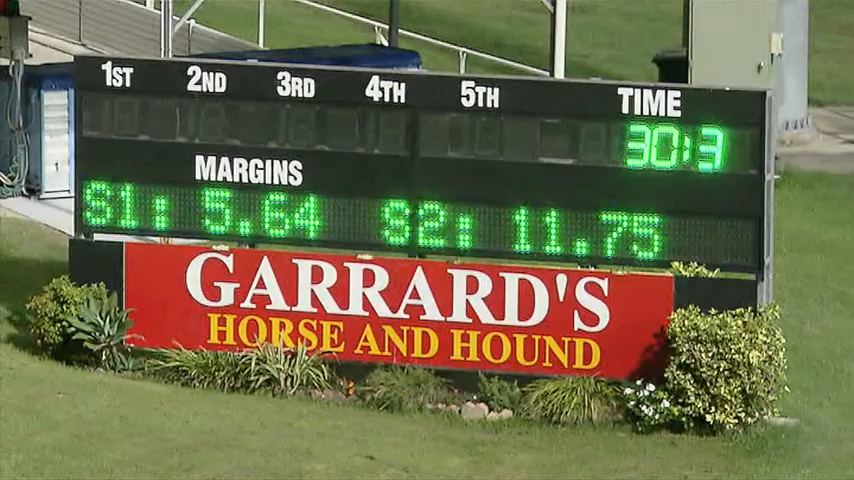 1ST 2ND 3RD 4TH 5TH TIME
30:3
MARGINS
S1: 5.64 S2: 11.75
GARRARD'S
HORSE AND HOUND